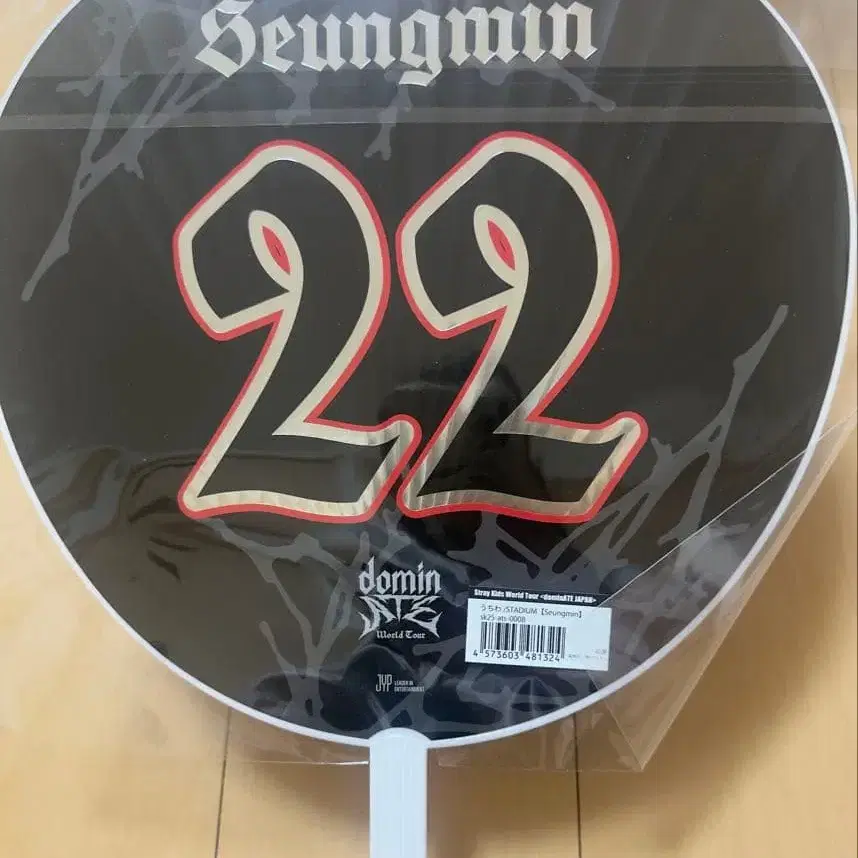 Seungmin
22
domin
ATE
World Tour
JYP LEADER IN
ENTERTAINMENT
Stray Kids World Tour <dominATE JAPAN>
うちわ/STADIUM【Seungmin】
sk25-ats-0008
4 573603 481324